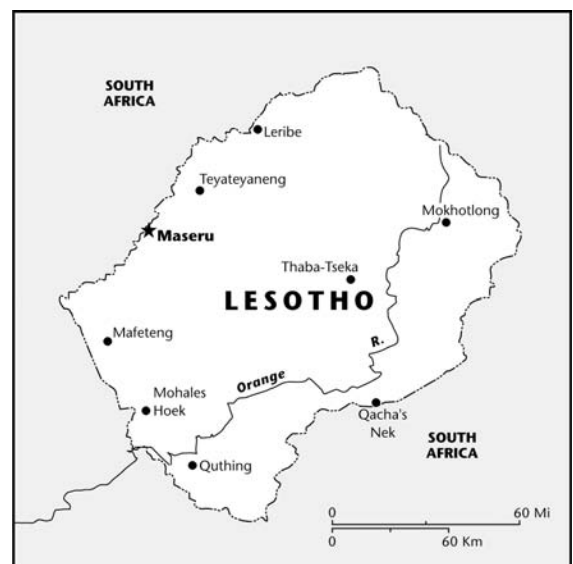 SOUTH
AFRICA
Leribe
Teyateyaneng
Mokhotlong
Maseru
Thaba-Tseka
LESOTHO
Mafeteng
R.
Orange
Mohales
Hoek
Qacha's
Nek
SOUTH
AFRICA
Quthing
0 60 Mi
0 60 Km